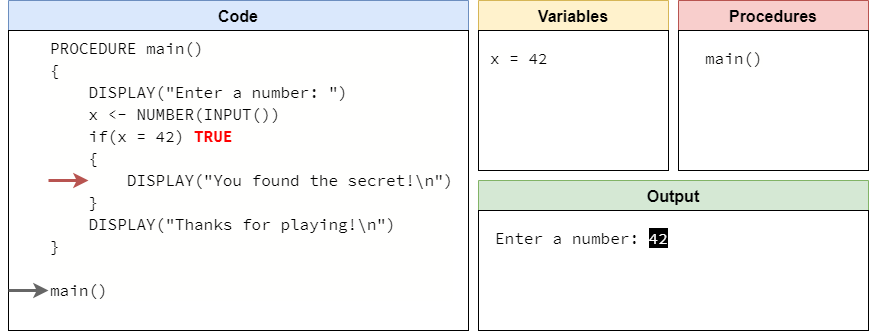 Code
PROCEDURE main()
{
    DISPLAY("Enter a number: ")
    x <- NUMBER(INPUT())
    if(x = 42) TRUE
    {
        DISPLAY("You found the secret!\n")
    }
    DISPLAY("Thanks for playing!\n")
}
main()
Variables
x = 42
Procedures
main()
Output
Enter a number: 42